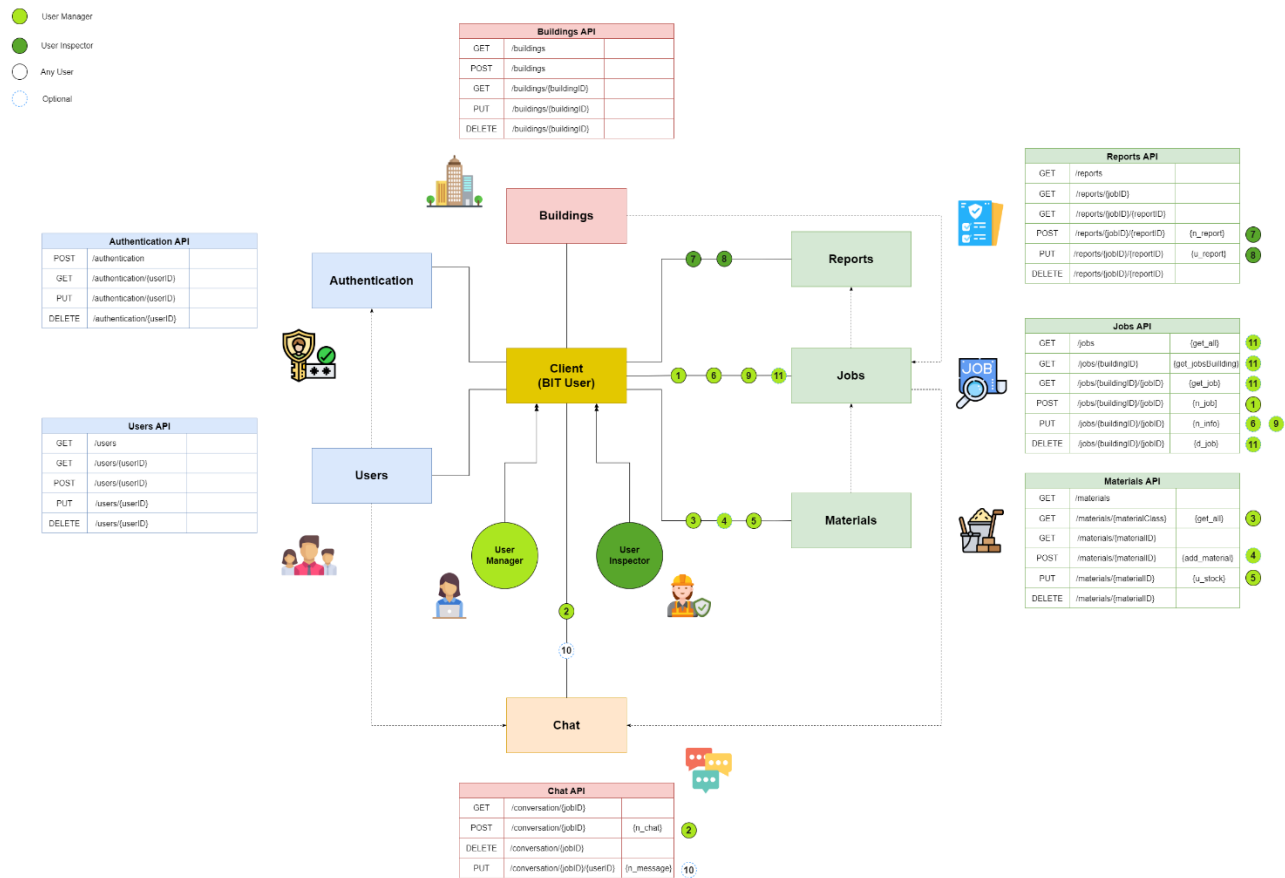 User Manager
User Inspector
Any User
Optional
Buildings API
GET /buildings
POST /buildings
GET /buildings/{buildingID}
PUT /buildings/{buildingID}
DELETE /buildings/{buildingID}
Authentication API
POST /authentication
GET /authentication/{userID}
PUT /authentication/{userID}
DELETE /authentication/{userID}
Users API
GET /users
GET /users/{userID}
POST /users/{userID}
PUT /users/{userID}
DELETE /users/{userID}
Buildings
Authentication
Reports
7 8
Client
(BIT User)
1 6 9 11
Jobs
Users
3 4 5
Materials
User
Manager
User
Inspector
2
10
Chat
JOB
Reports API
GET /reports
GET /reports/{jobID}
GET /reports/{jobID}/{reportID}
POST /reports/{jobID}/{reportID} {n_report} 7
PUT /reports/{jobID}/{reportID} {u_report} 8
DELETE /reports/{jobID}/{reportID}
Jobs API
GET /jobs {get_all} 11
GET /jobs/{buildingID} {get_jobsBuilding} 11
GET /jobs/{buildingID}/{jobID} {get_job} 11
POST /jobs/{buildingID}/{jobID} {n_job} 1
PUT /jobs/{buildingID}/{jobID} {n_info} 6 9
DELETE /jobs/{buildingID}/{jobID} {d_job} 11
Materials API
GET /materials
GET /materials/{materialClass} {get_all} 3
GET /materials/{materialID}
POST /materials/{materialID} {add_material} 4
PUT /materials/{materialID} {u_stock} 5
DELETE /materials/{materialID}
Chat API
GET /conversation/{jobID}
POST /conversation/{jobID} {n_chat} 2
DELETE /conversation/{jobID}
PUT /conversation/{jobID}/{userID} {n_message} 10